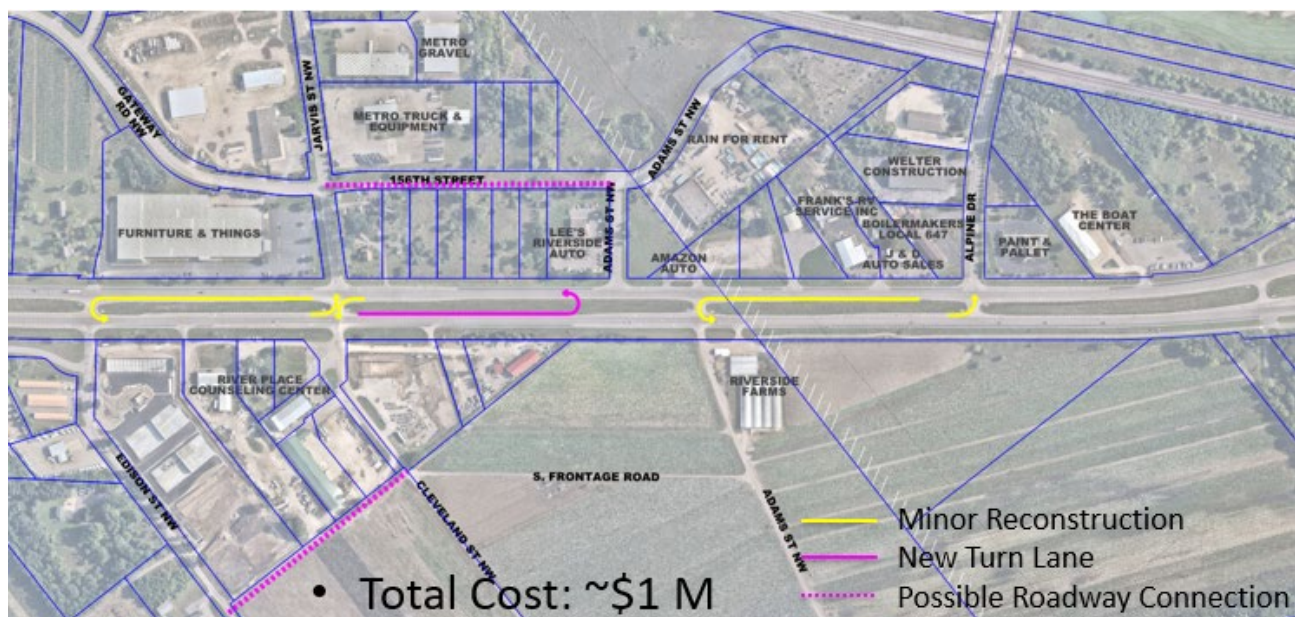 METRO
GRAVEL
GATEWAY
RD NW
JARVIS ST NW
METRO TRUCK &
EQUIPMENT
ADAMS ST NW
RAIN FOR RENT
156TH STREET
WELTER
CONSTRUCTION
FURNITURE & THINGS
LEE'S
RIVERSIDE
AUTO
ADAMS ST NW
AMAZON
AUTO
FRANK'S RV
SERVICE INC
BOILERMAKERS
LOCAL 647
J & D
AUTO SALES
ALPINE DR
PAINT &
PALLET
THE BOAT
CENTER
RIVER PLACE
COUNSELING CENTER
RIVERSIDE
FARMS
EDISON ST NW
CLEVELAND ST NW
S. FRONTAGE ROAD
ADAMS ST NW
Minor Reconstruction
New Turn Lane
Possible Roadway Connection
• Total Cost: ~$1 M